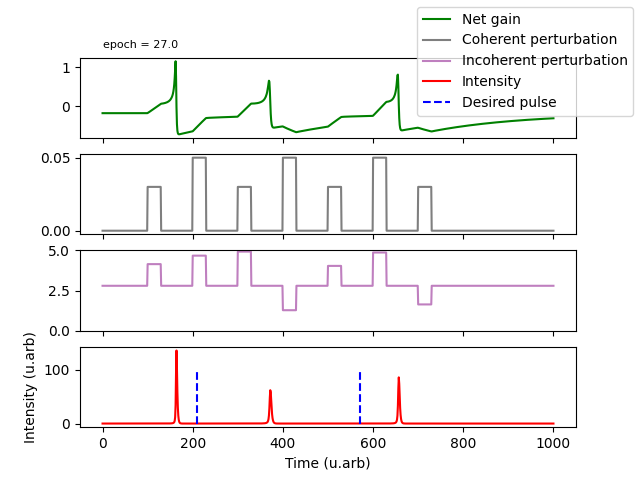 Net gain
Coherent perturbation
Incoherent perturbation
Intensity
Desired pulse
epoch = 27.0
1
0
0.05
0.00
5.0
2.5
0.0
100
0
Intensity (u.arb)
0 200 400 600 800 1000
Time (u.arb)